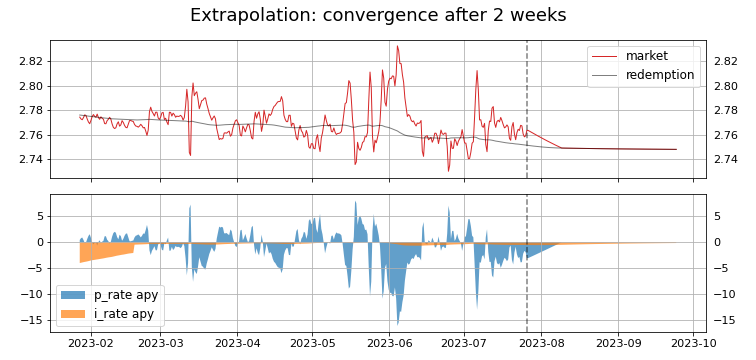 Extrapolation: convergence after 2 weeks
market
redemption
2.82 2.82
2.80 2.80
2.78 2.78
2.76 2.76
2.74 2.74
5 5
0 0
−5 −5
−10 −10
−15 −15
p_rate apy
i_rate apy
2023-02 2023-03 2023-04 2023-05 2023-06 2023-07 2023-08 2023-09 2023-10